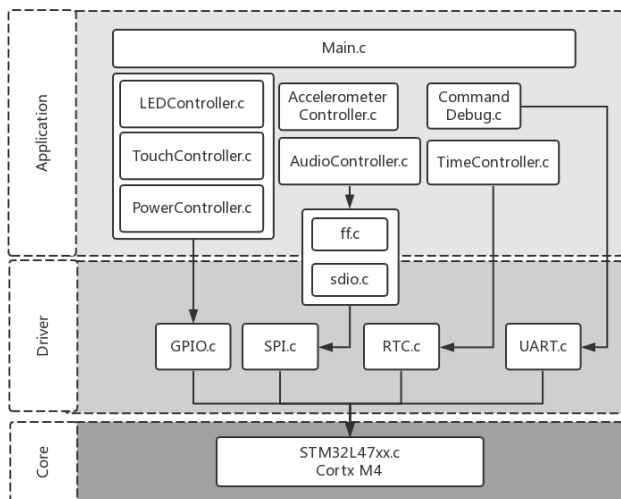 Application
Main.c
LEDController.c
TouchController.c
PowerController.c
Accelerometer
Controller.c
AudioController.c
Command
Debug.c
TimeController.c
ff.c
sdio.c
Driver
GPIO.c
SPI.c
RTC.c
UART.c
Core
STM32L47xx.c
Cortx M4